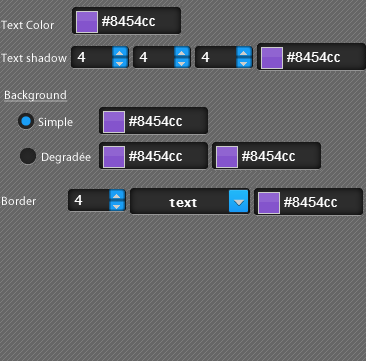 Text Color #8454cc
Text shadow 4 4 4 #8454cc
Background
Simple #8454cc
Degradée #8454cc #8454cc
Border 4 text #8454cc